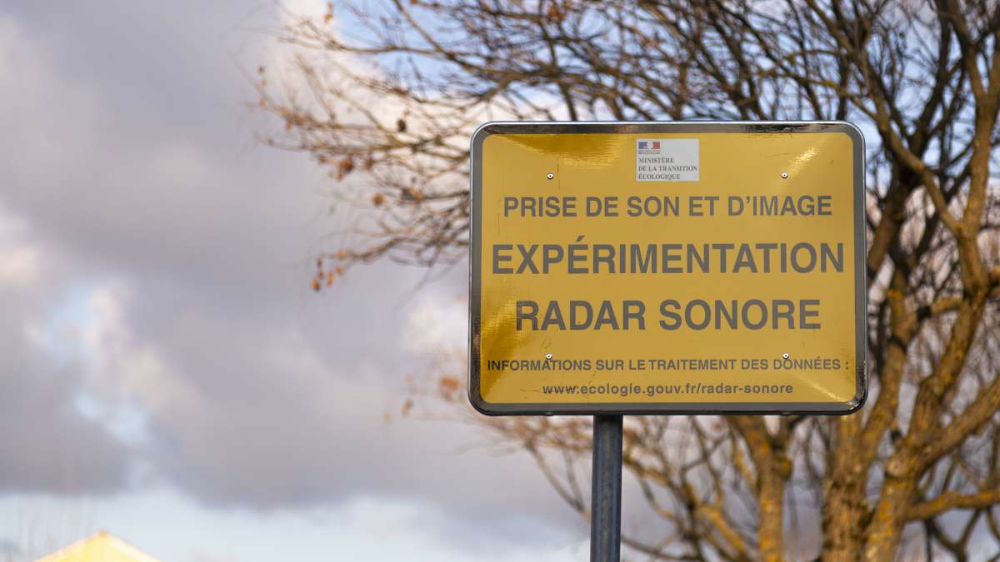 MINISTÈRE
DE LA TRANSITION
ÉCOLOGIQUE
PRISE DE SON ET D'IMAGE
EXPÉRIMENTATION
RADAR SONORE
INFORMATIONS SUR LE TRAITEMENT DES DONNÉES :
www.ecologie.gouv.fr/radar-sonore